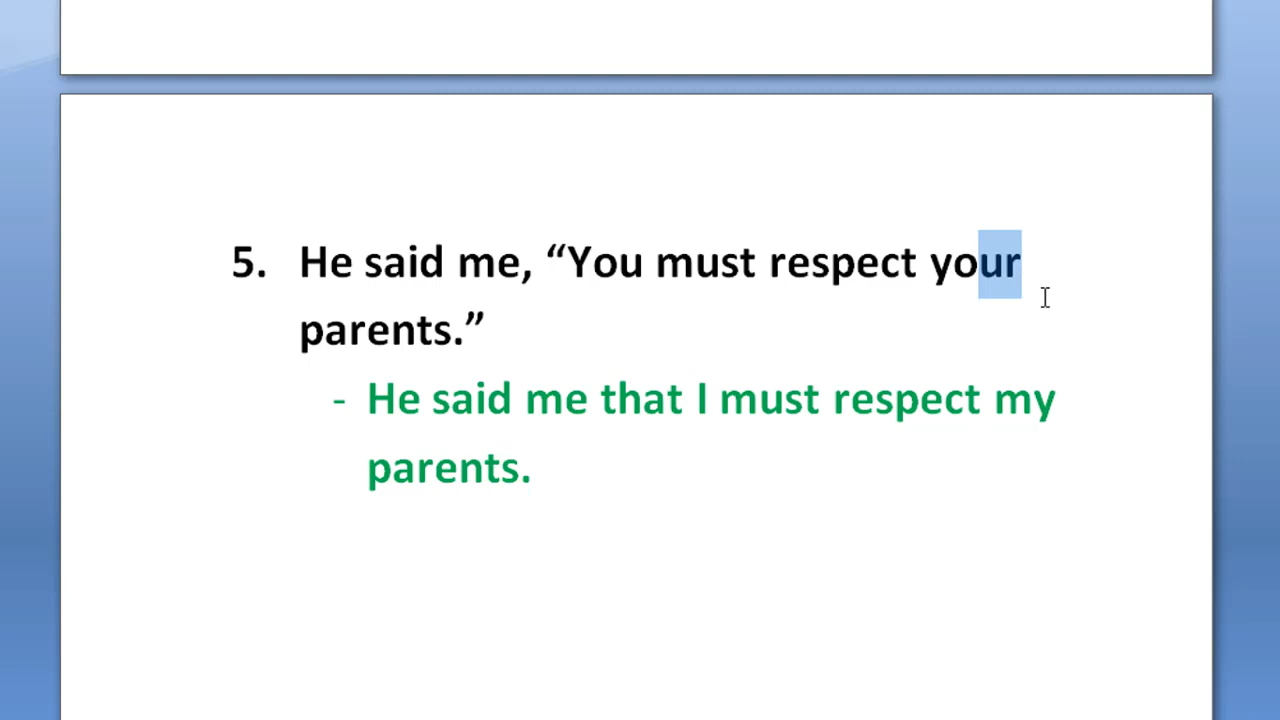 5. He said me, “You must respect your
parents.”
- He said me that I must respect my
parents.